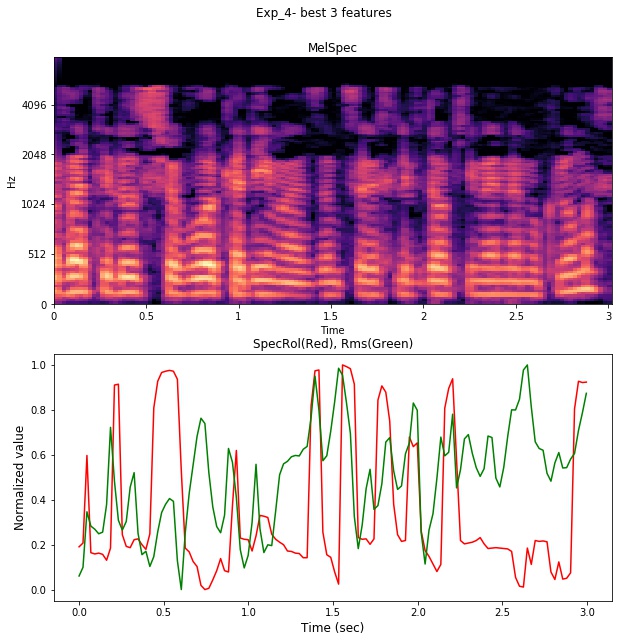 Exp_4- best 3 features
MelSpec
4096
2048
1024
512
0
Hz
0 0.5 1 1.5 2 2.5 3
Time
SpecRol(Red), Rms(Green)
1.0
0.8
0.6
0.4
0.2
0.0
Normalized value
0.0 0.5 1.0 1.5 2.0 2.5 3.0
Time (sec)